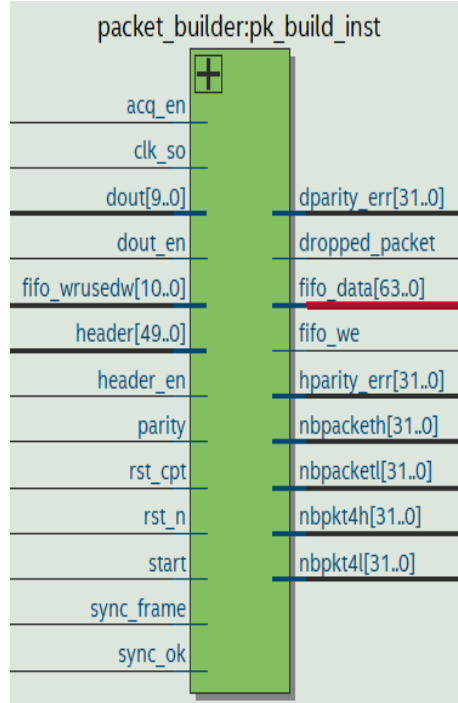 packet_builder:pk_build_inst
acq_en
clk_so
dout[9..0]
dout_en
fifo_wrusedw[10..0]
header[49..0]
header_en
parity
rst_cpt
rst_n
start
sync_frame
sync_ok
dparity_err[31..0]
dropped_packet
fifo_data[63..0]
fifo_we
hparity_err[31..0]
nbpacketh[31..0]
nbpacketl[31..0]
nbpkt4h[31..0]
nbpkt4l[31..0]